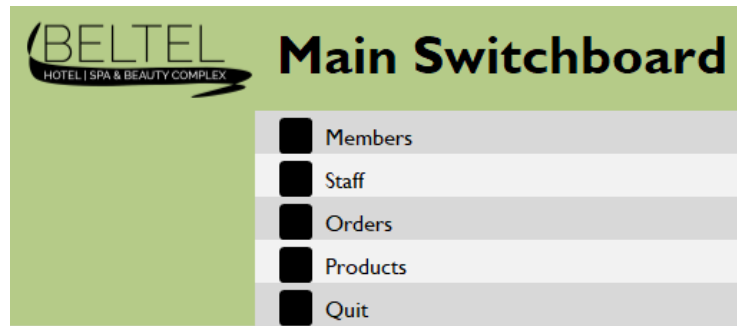 BELTEL
HOTEL | SPA & BEAUTY COMPLEX
Main Switchboard
Members
Staff
Orders
Products
Quit